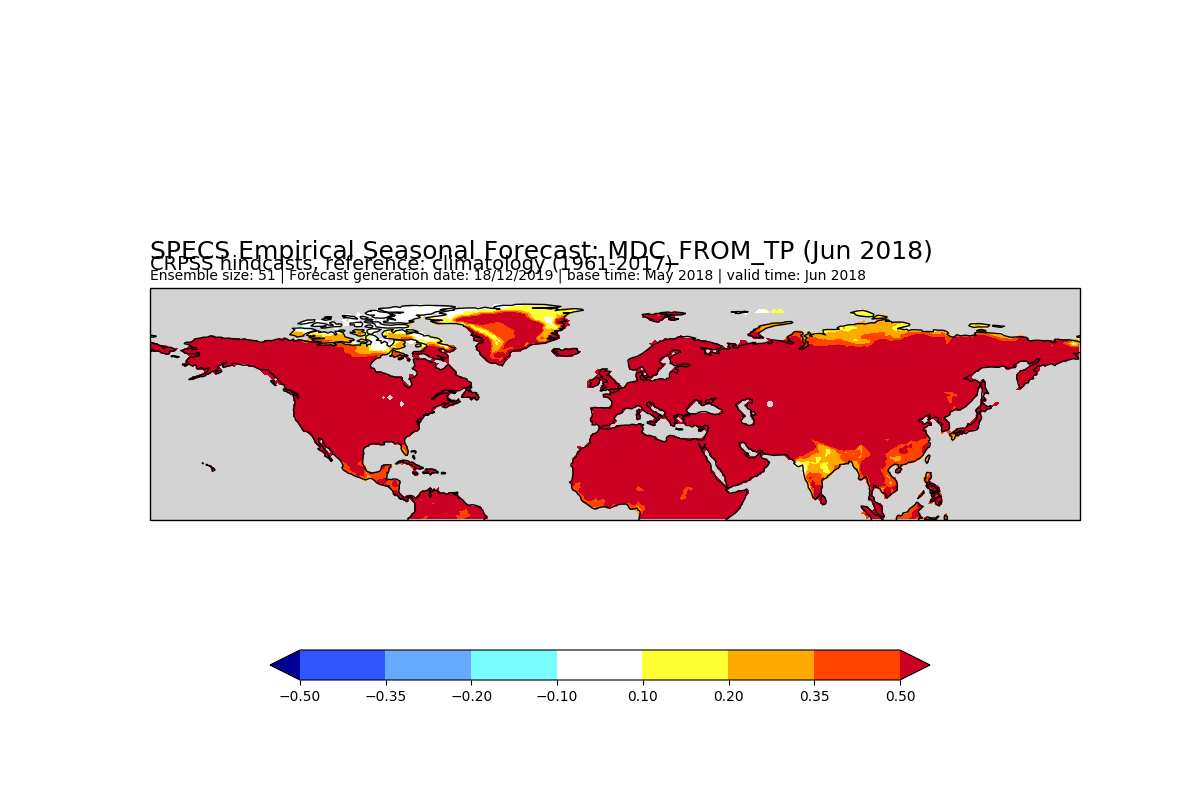 SPECS Empirical Seasonal Forecast: MDC_FROM_TP (Jun 2018)
CRPSS hindcasts, reference: climatology (1961-2017)
Ensemble size: 51 | Forecast generation date: 18/12/2019 | base time: May 2018 | valid time: Jun 2018
−0.50 −0.35 −0.20 −0.10 0.10 0.20 0.35 0.50